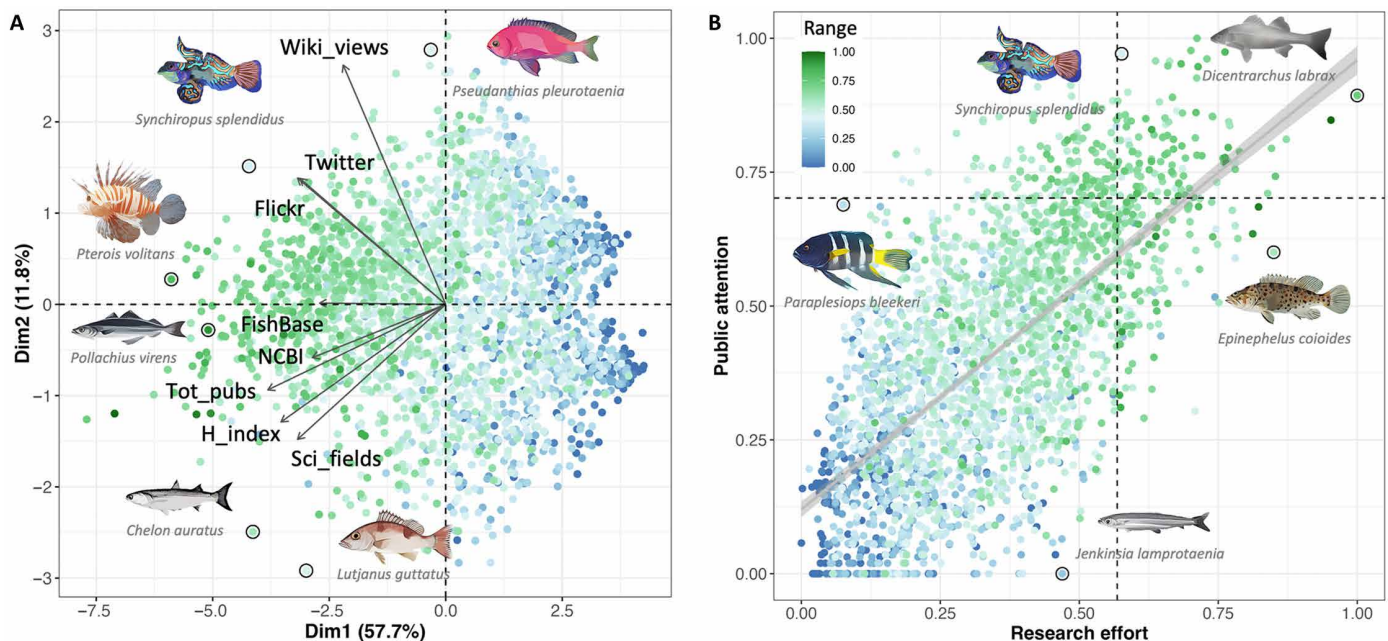 A
3
2
1
0
−1
−2
−3
Dim2 (11.8%)
Wiki_views
Pseudanthias pleurotaenia
Synchiropus splendidus
Twitter
Flickr
Pterois volitans
FishBase
Pollachius virens
NCBI
Tot_pubs
H_index
Sci_fields
Chelon auratus
Lutjanus guttatus
−7.5
−5.0
−2.5
0.0
2.5
Dim1 (57.7%)
B
Range
1.00
0.75
0.50
0.25
0.00
1.00
0.75
0.50
0.25
0.00
Public attention
Synchiropus splendidus
Dicentrarchus labrax
Paraplesiops bleekeri
Epinephelus coioides
Jenkinsia lamprotaenia
0.00
0.25
0.50
0.75
1.00
Research effort